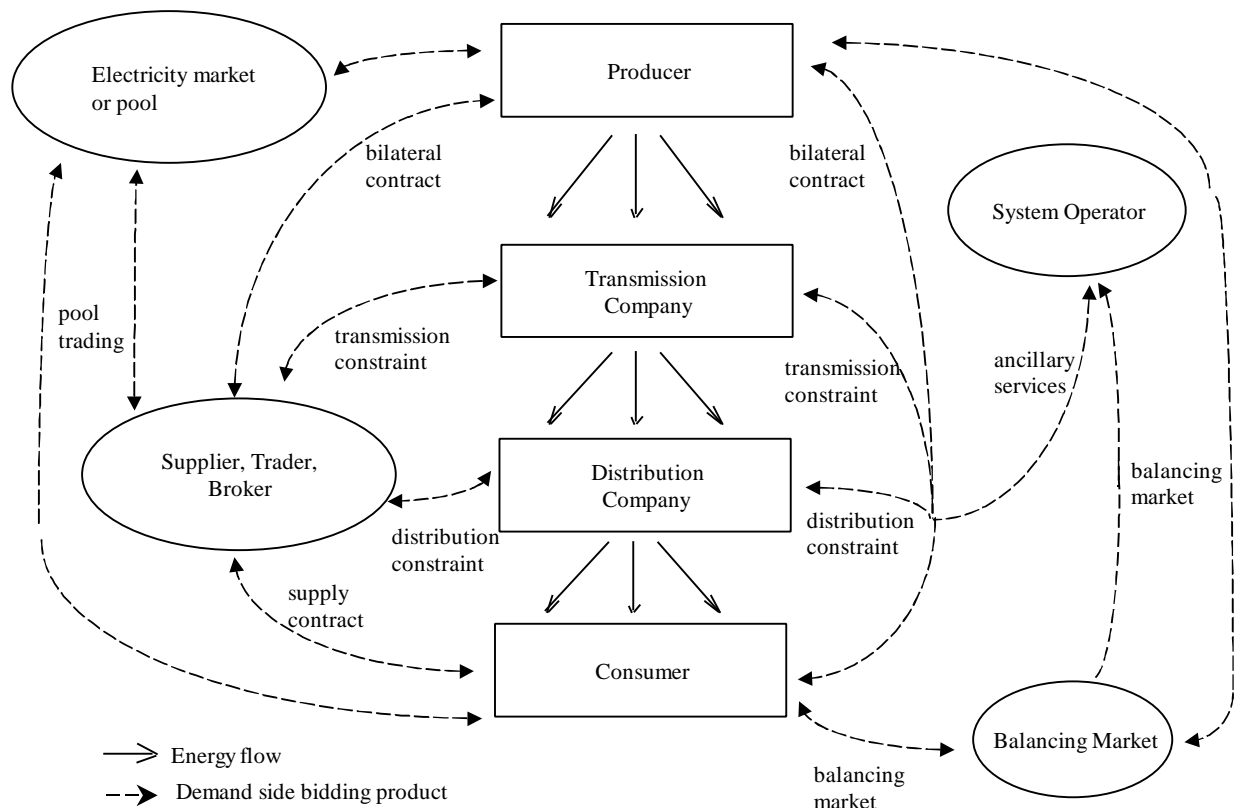 Electricity market
or pool
Producer
bilateral
contract
bilateral
contract
System Operator
Transmission
Company
pool
trading
transmission
constraint
transmission
constraint
ancillary
services
Supplier, Trader,
Broker
Distribution
Company
balancing
market
distribution
constraint
distribution
constraint
supply
contract
Consumer
Balancing Market
Energy flow
balancing
market
Demand side bidding product